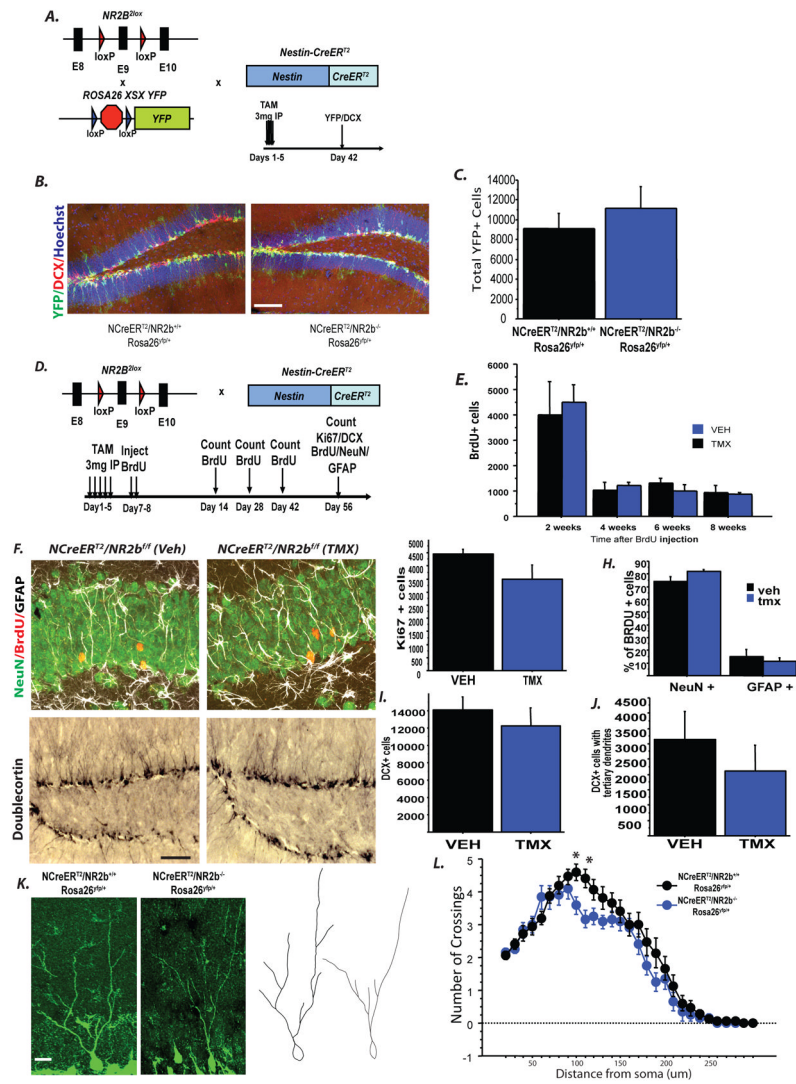 A.
NR2B2lox
loxP
loxP
E8
E9
E10
x
x
Nestin-CreERT2
Nestin
CreERT2
ROSA26 XSX YFP
YFP
loxP
loxP
TAM
3mg IP
YFP/DCX
Days 1-5
Day 42
B.
YFP/DCX/Hoechst
NCreERT2/NR2b+/+
Rosa26yfp/+
NCreERT2/NR2b-/-
Rosa26yfp/+
C.
Total YFP+ Cells
14000
13000
12000
10000
8000
6000
4000
2000
0
NCreERT2/NR2b+/+
Rosa26yfp/+
NCreERT2/NR2b-/-
Rosa26yfp/+
D.
NR2B2lox
loxP
loxP
E8
E9
E10
x
Nestin-CreERT2
Nestin
CreERT2
TAM
3mg IP
Inject
BrdU
Count
BrdU
Count
BrdU
Count
BrdU
Count
Ki67/DCX
BrdU/NeuN/
GFAP
Day1-5
Day7-8
Day 14
Day 28
Day 42
Day 56
E.
BrdU+ cells
6000
5000
4000
3000
2000
1000
0
VEH
TMX
2 weeks
4 weeks
6 weeks
8 weeks
Time after BrdU injection
F.
NCreERT2/NR2bf/f (Veh)
NCreERT2/NR2bf/f (TMX)
NeuN/BrdU/GFAP
Doublecortin
Ki67 + cells
5000
4500
4000
3500
3000
2500
2000
1500
1000
500
0
VEH
TMX
H.
% of BRDU + cells
90
80
70
60
50
40
30
20
10
0
veh
tmx
NeuN +
GFAP +
I.
DCX+ cells
14000
12000
10000
8000
6000
4000
0
VEH
TMX
J.
DCX+ cells with
tertiary dendrites
4500
4000
3500
3000
2500
2000
1500
1000
500
VEH
TMX
K.
NCreERT2/NR2b+/+
Rosa26yfp/+
NCreERT2/NR2b-/-
Rosa26yfp/+
L.
Number of Crossings
5
4
3
2
1
0
-1
* *
NCreERT2/NR2b+/+
Rosa26yfp/+
NCreERT2/NR2b-/-
Rosa26yfp/+
50
100
150
200
250
Distance from soma (um)